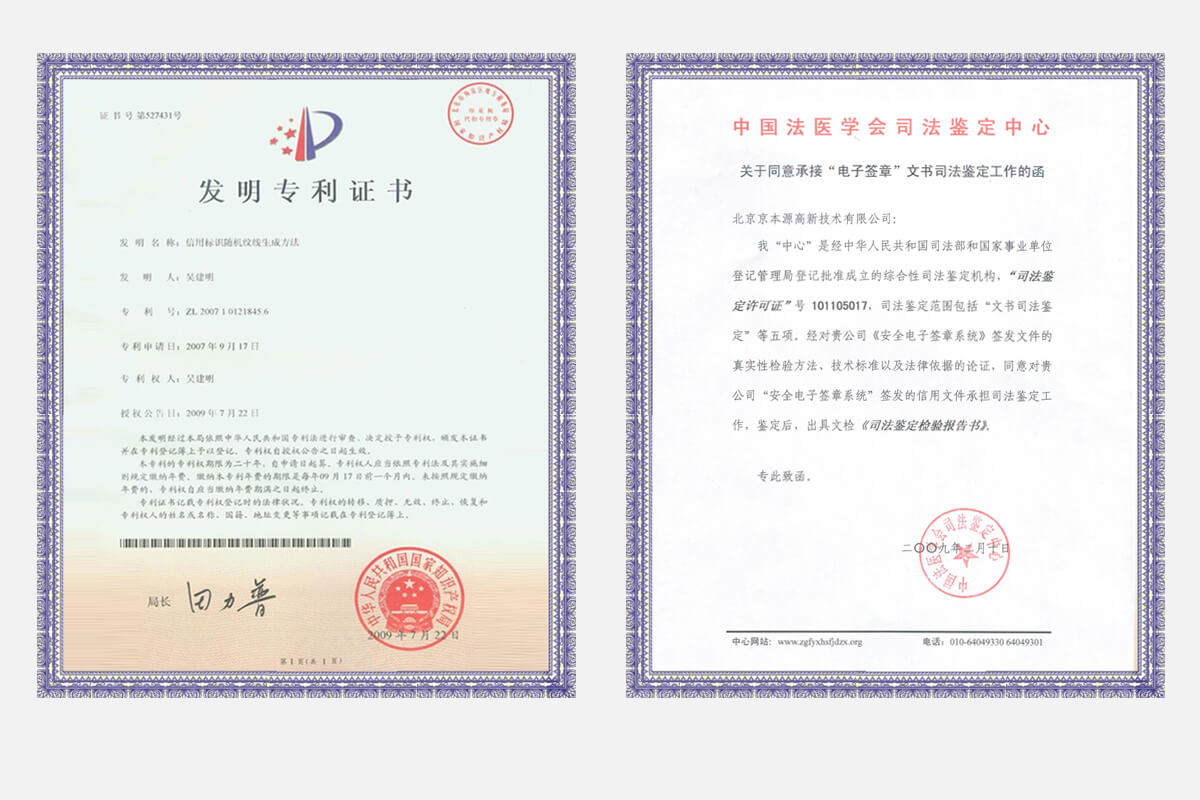 证书号第527431号
发明专利证书
发明名称：信用标识随机纹线生成方法
发明人：吴建明
专利号：ZL 2007 1 0121845.6
专利申请日：2007年9月17日
专利权人：吴建明
授权公告日：2009年7月22日
本发明经过本局依照中华人民共和国专利法进行审查，决定授予专利权，颁发本证书
并在专利登记簿上予以登记。专利权自授权公告之日起生效。
本专利的专利权期限为二十年，自申请日起算。专利权人应当依照专利法及其实施细
则规定缴纳年费。缴纳本专利年费的期限是每年09月17日前一个月内。未按照规定缴纳
年费的，专利权自应当缴纳年费期满之日起终止。
专利证书记载专利权登记时的法律状况。专利权的转移、质押、无效、终止、恢复和
专利权人的姓名或名称、国籍、地址变更等事项记载在专利登记簿上。
局长 田力普
中华人民共和国国家知识产权局
2009年7月22日
第1页(共1页)
中国法医学会司法鉴定中心
关于同意承接“电子签章”文书司法鉴定工作的函
北京京本源高新技术有限公司：
我“中心”是经中华人民共和国司法部和国家事业单位
登记管理局登记批准成立的综合性司法鉴定机构，“司法鉴
定许可证”号 101105017，司法鉴定范围包括“文书司法鉴
定”等五项。经对贵公司《安全电子签章系统》签发文件的
真实性检验方法、技术标准以及法律依据的论证，同意对贵
公司“安全电子签章系统”签发的信用文件承担司法鉴定工
作，鉴定后，出具文检《司法鉴定检验报告书》。
专此致函。
中国法医学会司法鉴定中心
二〇〇九年二月十日
中心网站：www.zgfyxhsfjdzx.org 电话：010-64049330 64049301